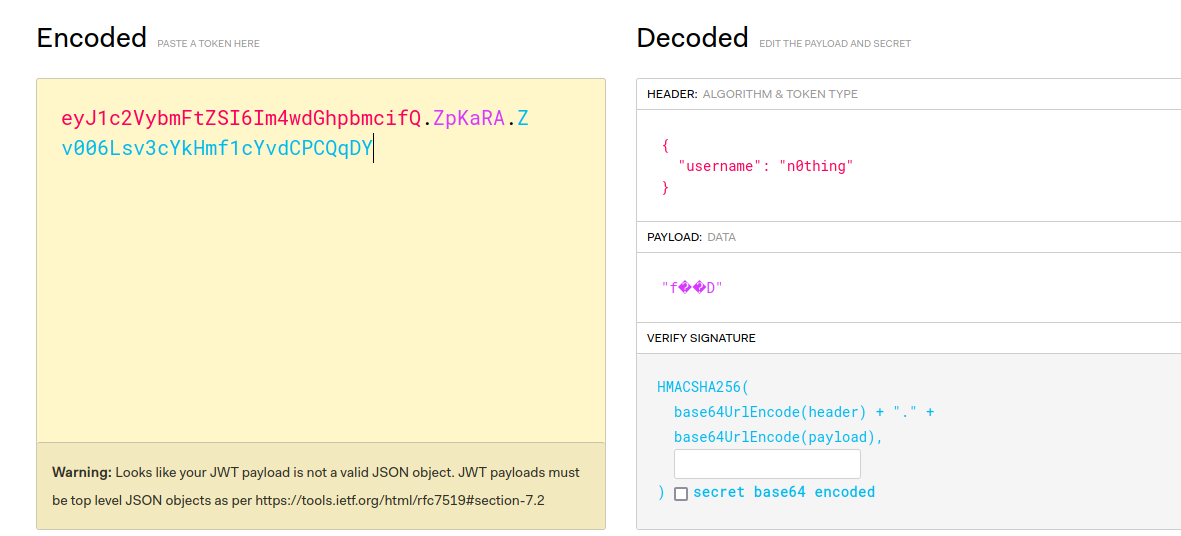 Encoded PASTE A TOKEN HERE
eyJ1c2VybmFtZSI6Im4wdGhpbmcifQ.ZpKaRA.Z
v006Lsv3cYkHmf1cYvdCPCQqDY
Warning: Looks like your JWT payload is not a valid JSON object. JWT payloads must
be top level JSON objects as per https://tools.ietf.org/html/rfc7519#section-7.2
Decoded EDIT THE PAYLOAD AND SECRET
HEADER: ALGORITHM & TOKEN TYPE
{
"username": "n0thing"
}
PAYLOAD: DATA
"f��D"
VERIFY SIGNATURE
HMACSHA256(
base64UrlEncode(header) + "." +
base64UrlEncode(payload),
) secret base64 encoded